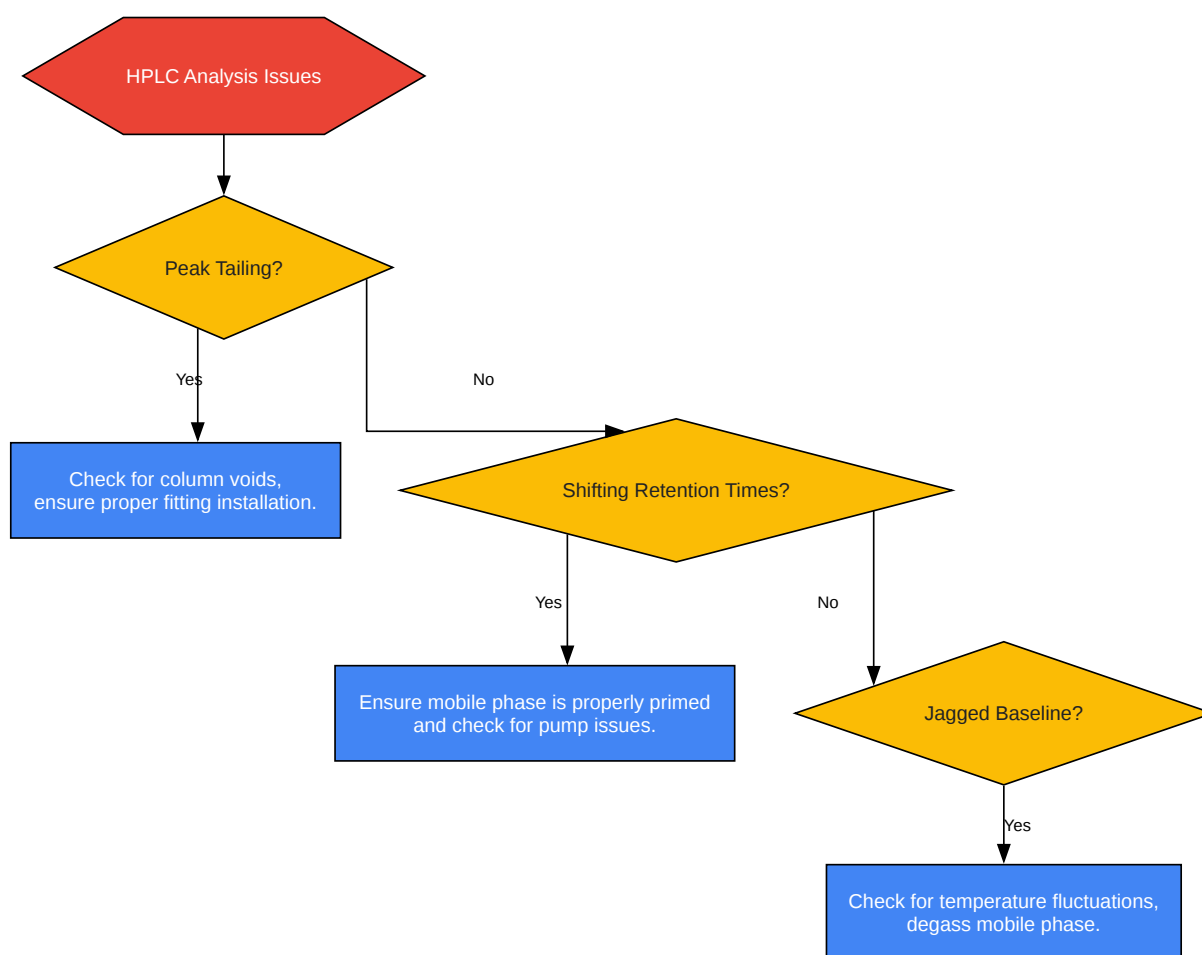 HPLC Analysis Issues
Peak Tailing?
Yes
No
Check for column voids,
ensure proper fitting installation.
Shifting Retention Times?
Yes
No
Ensure mobile phase is properly primed
and check for pump issues.
Jagged Baseline?
Yes
Check for temperature fluctuations,
degass mobile phase.